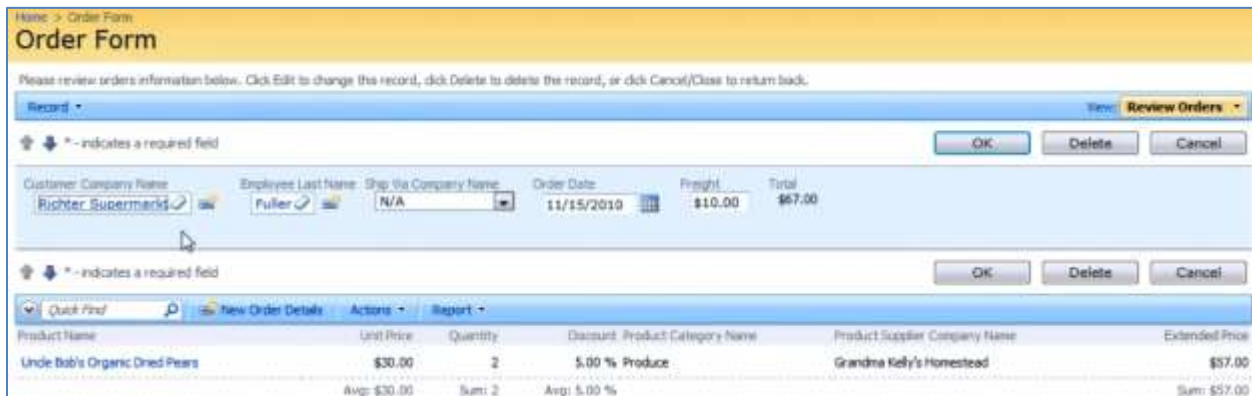 Home > Order Form
Order Form
Please review orders information below. Click Edit to change this record, click Delete to delete the record, or click Cancel/Close to return back.
Record View: Review Orders
* - indicates a required field OK Delete Cancel
Customer Company Name Employee Last Name Ship Via Company Name Order Date Freight Total
Richter Supermarkt Fuller N/A 11/15/2010 $10.00 $67.00
* - indicates a required field OK Delete Cancel
Quick Find New Order Details Actions Report
Product Name Unit Price Quantity Discount Product Category Name Product Supplier Company Name Extended Price
Uncle Bob's Organic Dried Pears $30.00 2 5.00 % Produce Grandma Kelly's Homestead $57.00
Avg: $30.00 Sum: 2 Avg: 5.00 % Sum: $57.00